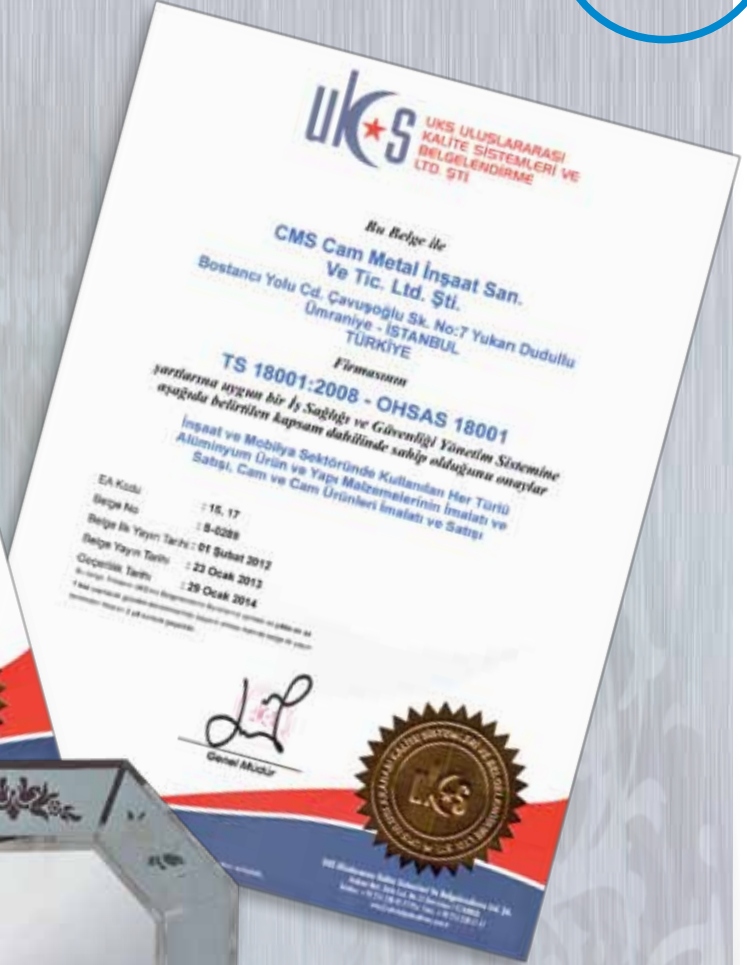 uks
UKS ULUSLARARASI
KALİTE SİSTEMLERİ VE
BELGELENDİRME
LTD. ŞTİ
Bu Belge ile
CMS Cam Metal İnşaat San.
Ve Tic. Ltd. Şti.
Bostancı Yolu Cd. Çavuşoğlu Sk. No:7 Yukarı Dudullu
Ümraniye - İSTANBUL
TÜRKİYE
Firmasının
TS 18001:2008 - OHSAS 18001
şartlarına uygun bir İş Sağlığı ve Güvenliği Yönetim Sistemine
aşağıda belirtilen kapsam dahilinde sahip olduğunu onaylar
İnşaat ve Mobilya Sektöründe Kullanılan Her Türlü
Alüminyum Ürün ve Yapı Malzemelerinin İmalatı ve
Satışı, Cam ve Cam Ürünleri İmalatı ve Satışı
EA Kodu : 15, 17
Belge No : S-0289
Belge İlk Yayın Tarihi : 01 Şubat 2012
Belge Yayın Tarihi : 23 Ocak 2013
Geçerlilik Tarihi : 29 Ocak 2014
Genel Müdür
UKS